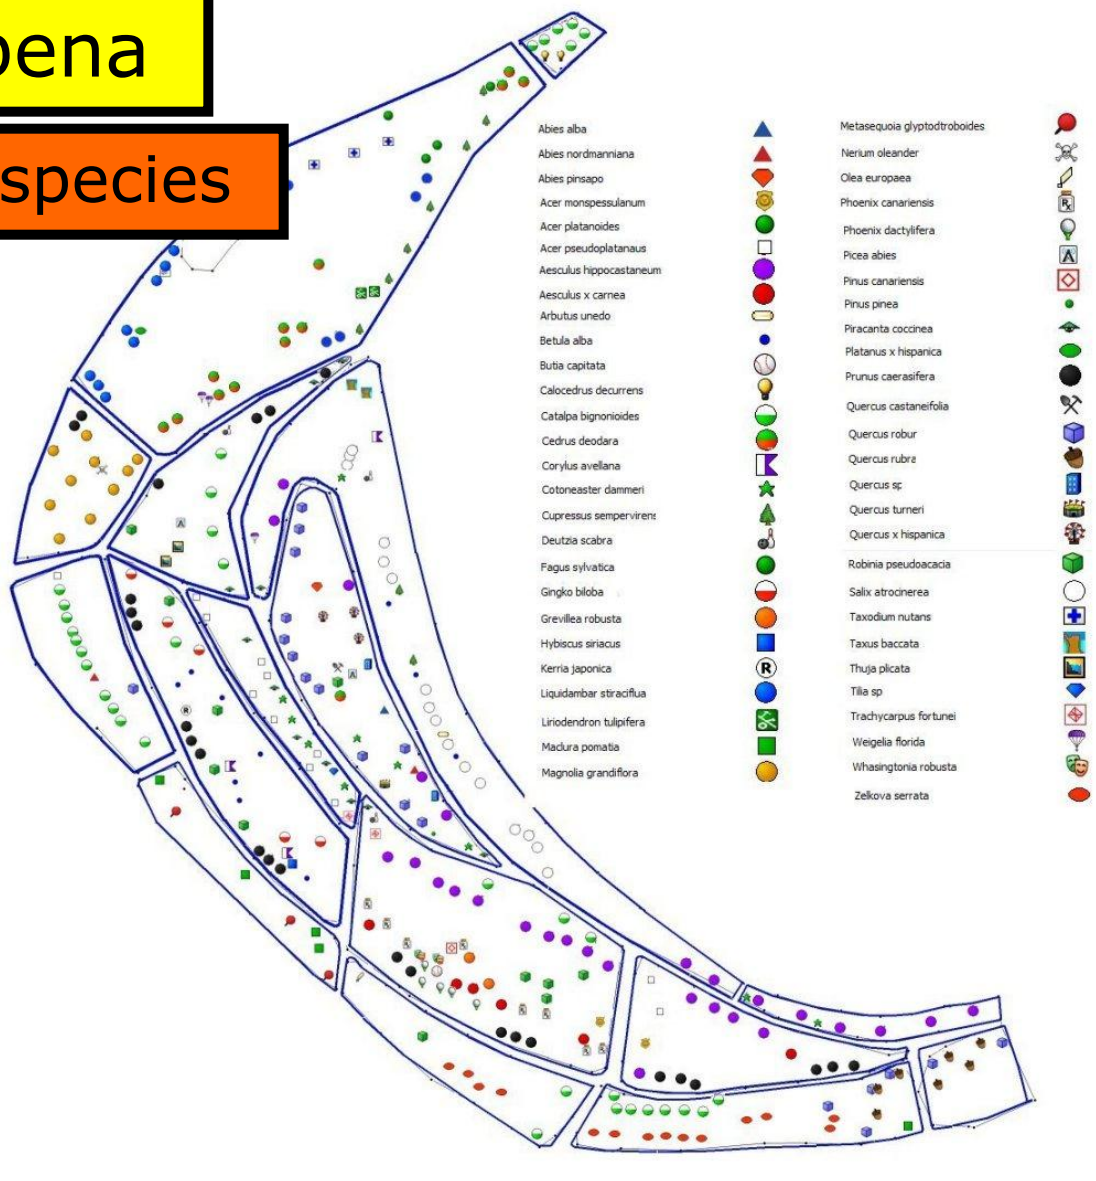 pena
species
Abies alba
Abies nordmanniana
Abies pinsapo
Acer monspessulanum
Acer platanoides
Acer pseudoplatanaus
Aesculus hippocastaneum
Aesculus x carnea
Arbutus unedo
Betula alba
Butia capitata
Calocedrus decurrens
Catalpa bignonioides
Cedrus deodara
Corylus avellana
Cotoneaster dammeri
Cupressus sempervirens
Deutzia scabra
Fagus sylvatica
Gingko biloba
Grevillea robusta
Hybiscus siriacus
Kerria japonica
Liquidambar stiraciflua
Liriodendron tulipifera
Madura pomatia
Magnolia grandiflora
Metasequoia glyptodtroboides
Nerium oleander
Olea europaea
Phoenix canariensis
Phoenix dactylifera
Picea abies
Pinus canariensis
Pinus pinea
Piracanta coccinea
Platanus x hispanica
Prunus caerasifera
Quercus castaneifolia
Quercus robur
Quercus rubra
Quercus sp
Quercus turneri
Quercus x hispanica
Robinia pseudoacacia
Salix atrocinerea
Taxodium nutans
Taxus baccata
Thuja plicata
Tilia sp
Trachycarpus fortunei
Weigelia florida
Whasingtonia robusta
Zelkova serrata